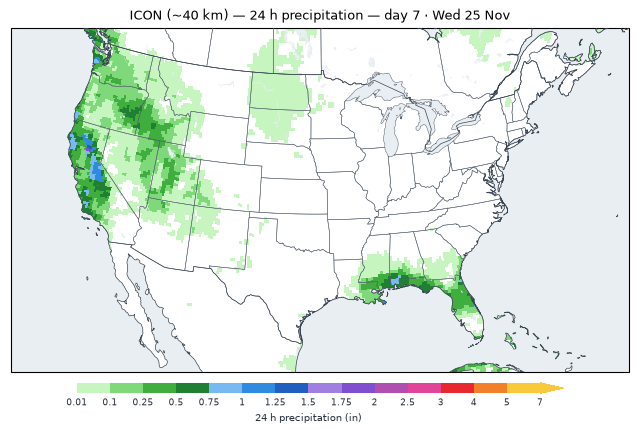 ICON (~40 km) — 24 h precipitation — day 7 · Wed 25 Nov
0.01 0.1 0.25 0.5 0.75 1 1.25 1.5 1.75 2 2.5 3 4 5 7
24 h precipitation (in)